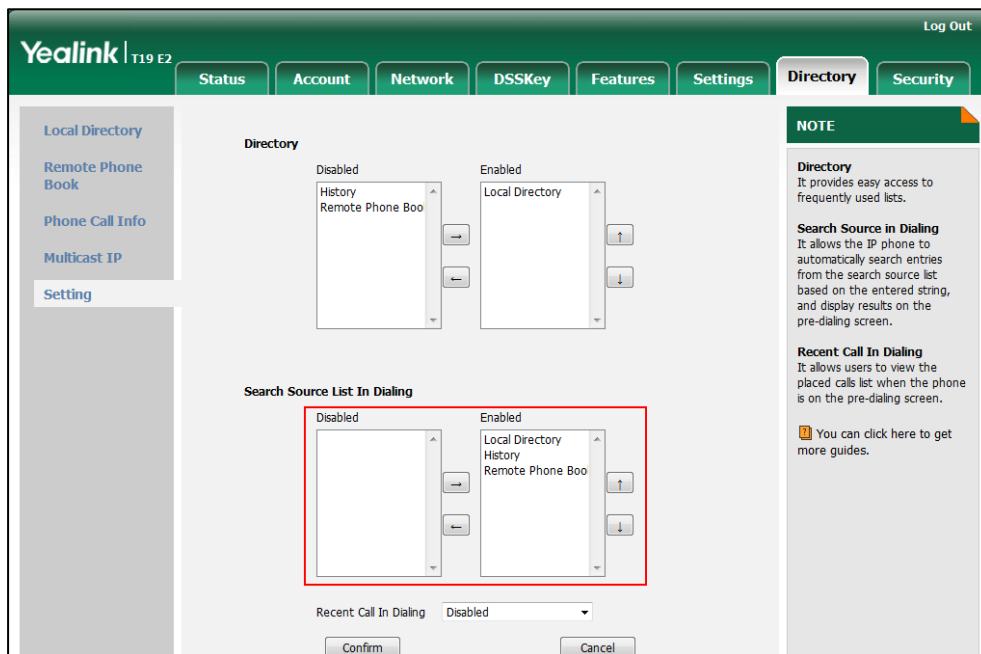 Log Out
Yealink T19 E2
Status Account Network DSSKey Features Settings Directory Security
Local Directory
Remote Phone
Book
Phone Call Info
Multicast IP
Setting
Directory
Disabled Enabled
History
Remote Phone Boo
Local Directory
→
←
↑
↓
Search Source List In Dialing
Disabled Enabled
Local Directory
History
Remote Phone Boo
→
←
↑
↓
Recent Call In Dialing Disabled
Confirm Cancel
NOTE
Directory
It provides easy access to
frequently used lists.
Search Source in Dialing
It allows the IP phone to
automatically search entries
from the search source list
based on the entered string,
and display results on the
pre-dialing screen.
Recent Call In Dialing
It allows users to view the
placed calls list when the phone
is on the pre-dialing screen.
? You can click here to get
more guides.